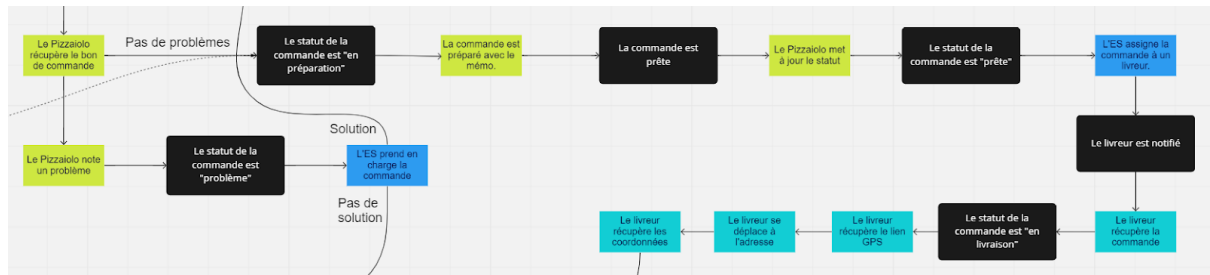 Le Pizzaiolo
récupère le bon
de commande
Pas de problèmes
Le statut de la
commande est "en
préparation"
La commande est
préparé avec le
mémo.
La commande est
prête
Le Pizzaiolo met
à jour le statut
Le statut de la
commande est "prête"
L'ES assigne la
commande à un
livreur.
Le Pizzaiolo note
un problème
Le statut de la
commande est
"problème"
Solution
L'ES prend en
charge la
commande
Pas de
solution
Le livreur est notifié
Le livreur
récupère les
coordonnées
Le livreur se
déplace à
l'adresse
Le livreur
récupère le lien
GPS
Le statut de la
commande est "en
livraison"
Le livreur
récupère la
commande